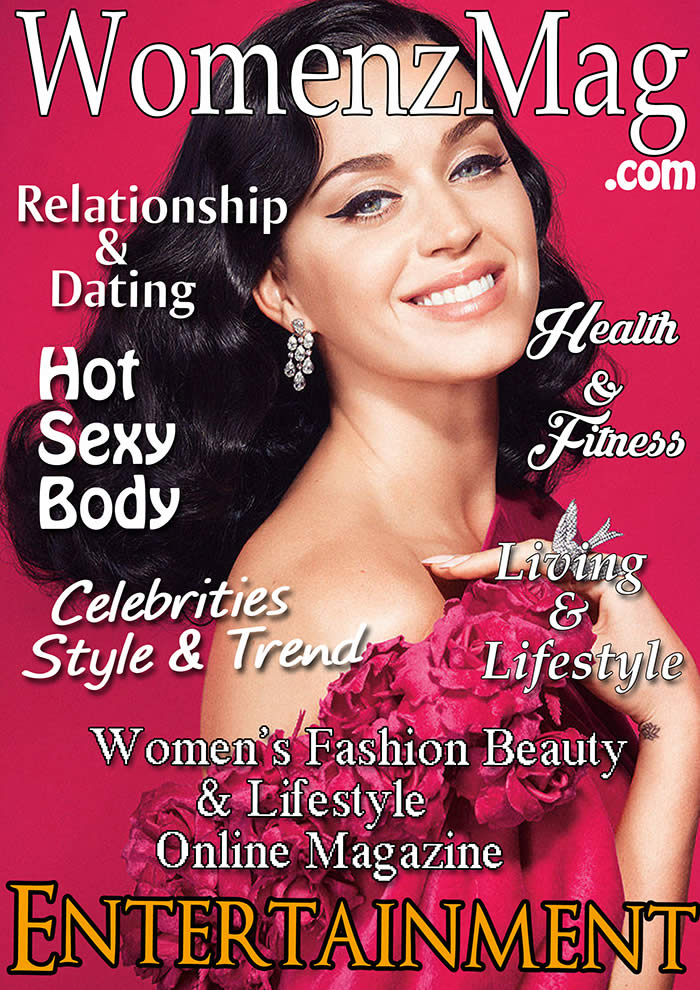 WomenzMag
.com
Relationship
&
Dating
Hot
Sexy
Body
Health
&
Fitness
Celebrities
Style & Trend
Living
&
Lifestyle
Women's Fashion Beauty
& Lifestyle
Online Magazine
ENTERTAINMENT